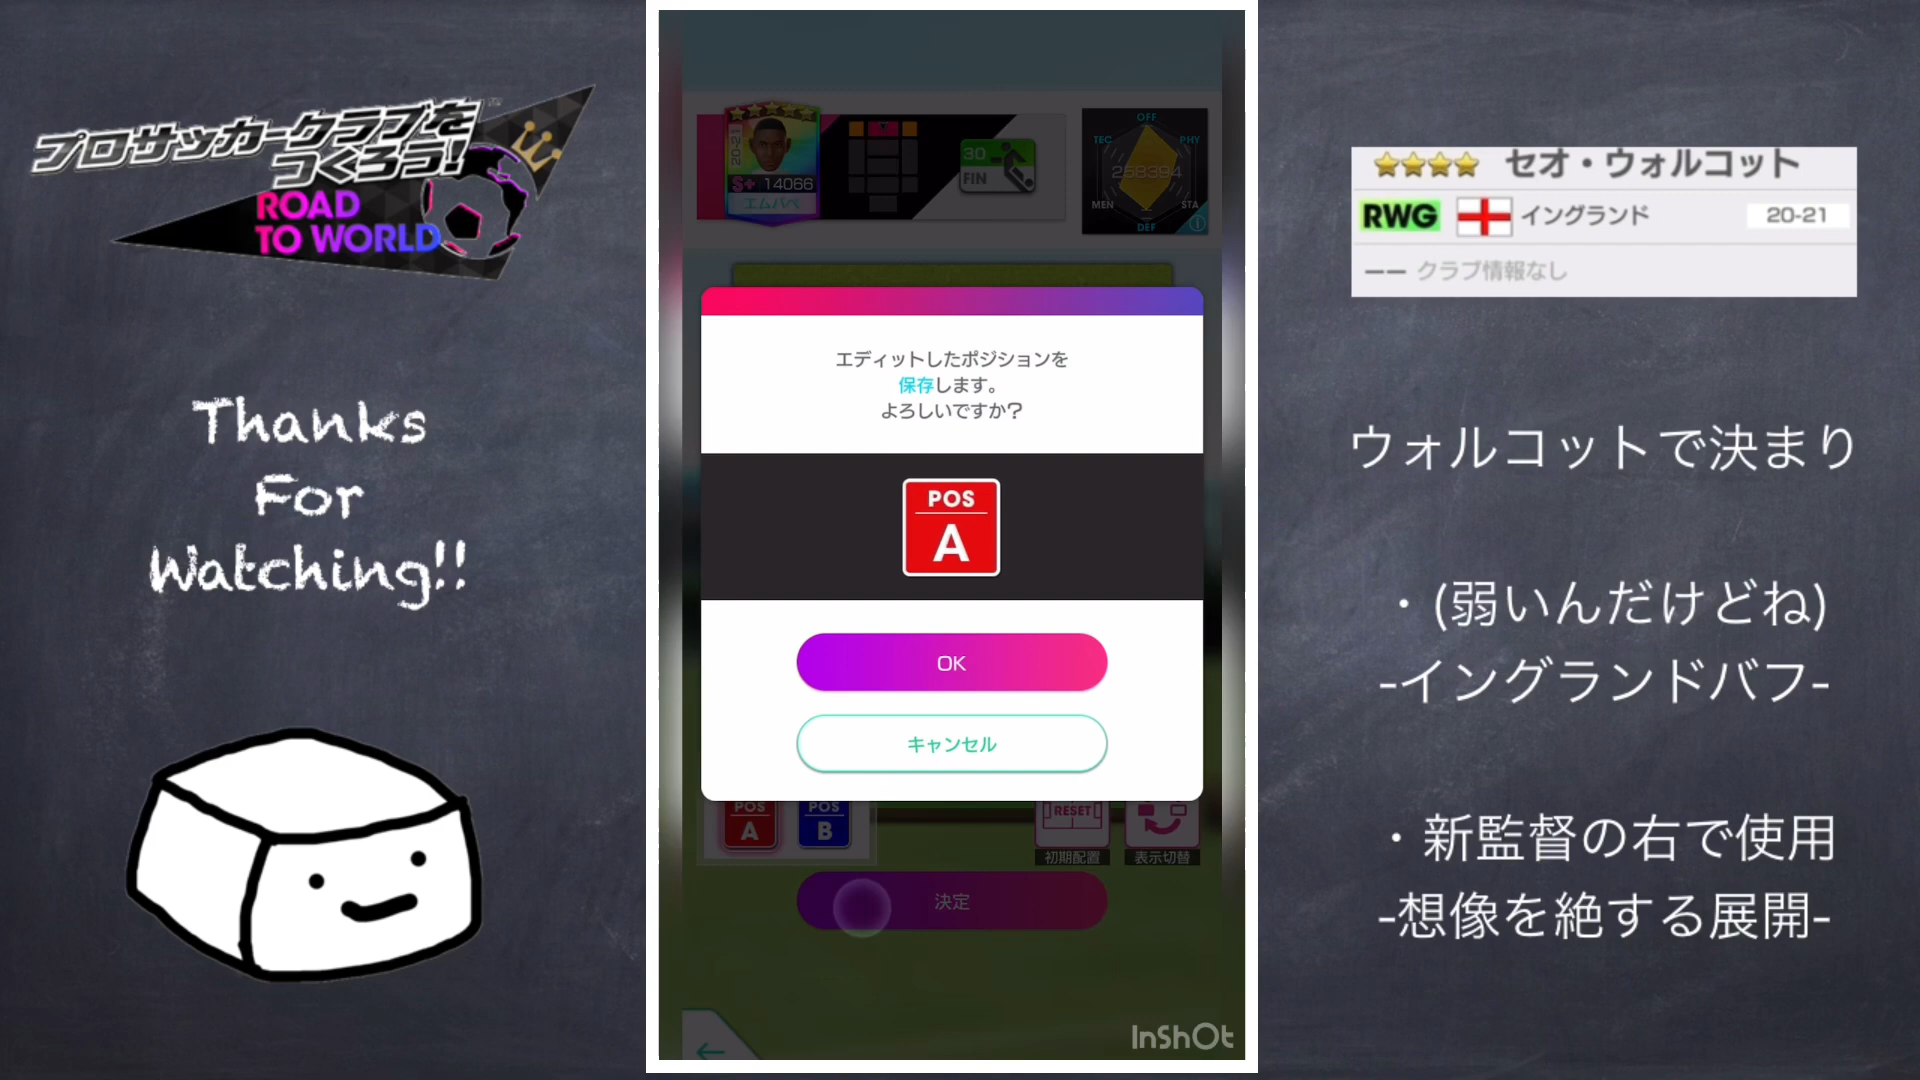 プロサッカークラブを
つくろう!
ROAD
TO WORLD
Thanks
For
Watching!!
20-21
S+ 14066
エムバペ
30
FIN
OFF
TEC
PHY
258394
MEN
STA
DEF
エディットしたポジションを
保存します。
よろしいですか?
POS
A
OK
キャンセル
POS
A
POS
B
RESET
初期配置
表示切替
決定
InShOt
セオ・ウォルコット
RWG イングランド 20-21
-- クラブ情報なし
ウォルコットで決まり
・(弱いんだけどね)
-イングランドバフ-
・新監督の右で使用
-想像を絶する展開-